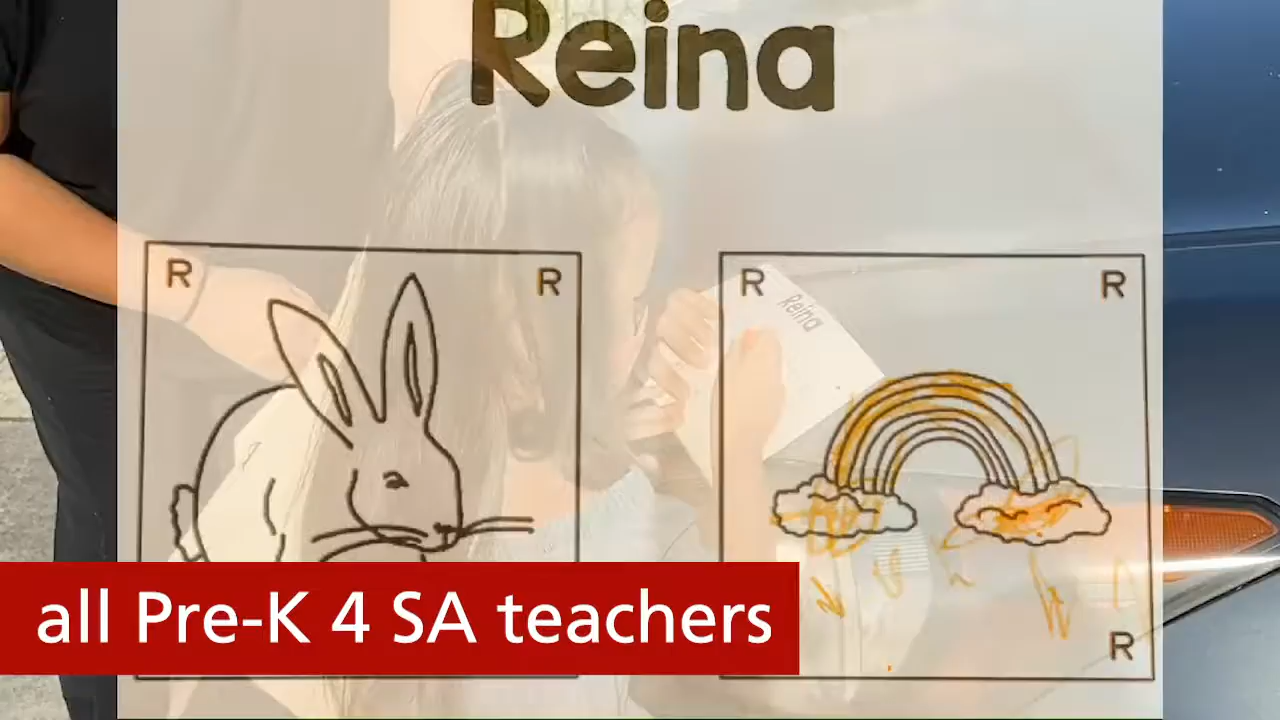 Reina
R R R R
Reina
R
all Pre-K 4 SA teachers